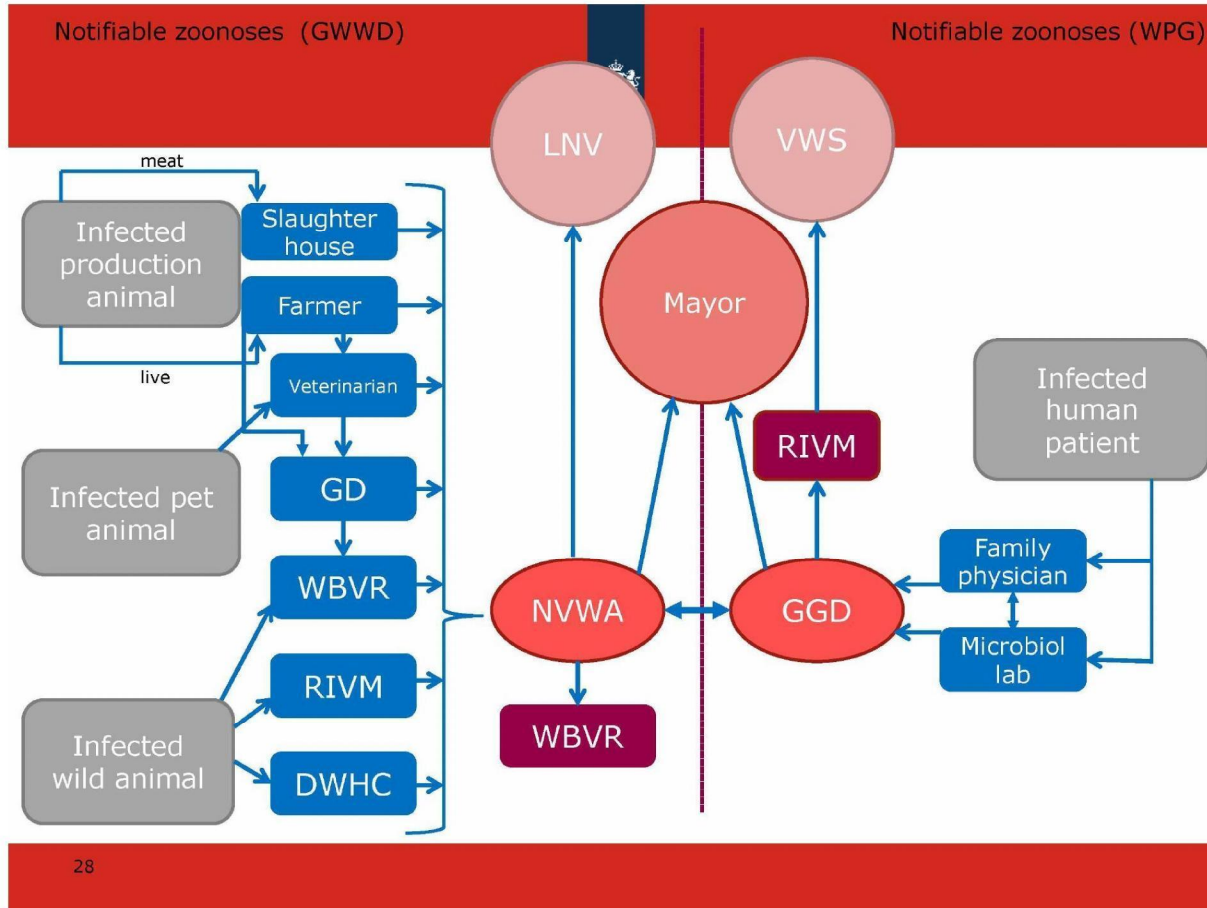 Notifiable zoonoses (GWWD)
Notifiable zoonoses (WPG)
LNV
VWS
meat
Infected
production
animal
Slaughter
house
Farmer
live
Veterinarian
Mayor
Infected
human
patient
RIVM
Infected pet
animal
GD
WBVR
NVWA
GGD
Family
physician
Microbiol
lab
RIVM
WBVR
Infected
wild animal
DWHC
28